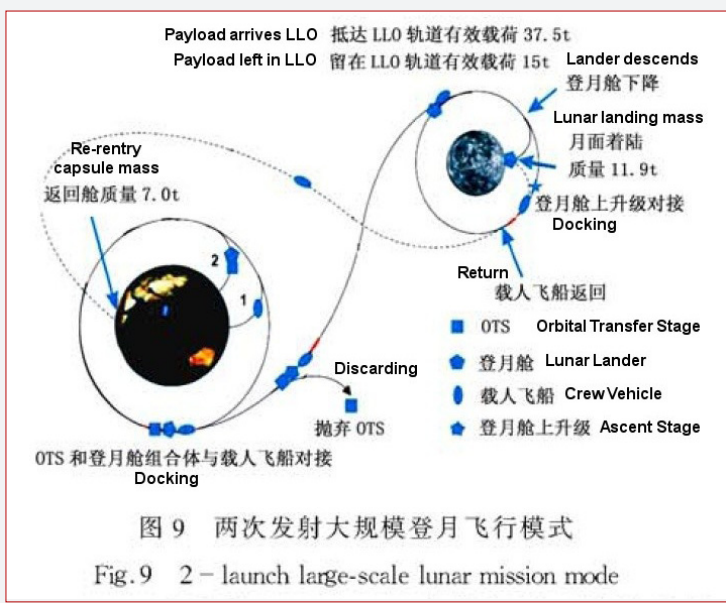 Payload arrives LLO 抵达 LLO 轨道有效载荷 37.5t
Payload left in LLO 留在 LLO 轨道有效载荷 15t
Lander descends
登月舱下降
Lunar landing mass
月面着陆
质量 11.9t
Re-rentry
capsule mass
返回舱质量 7.0t
登月舱上升级对接
Docking
2
1
Return
载人飞船返回
OTS Orbital Transfer Stage
登月舱 Lunar Lander
载人飞船 Crew Vehicle
登月舱上升级 Ascent Stage
Discarding
抛弃 OTS
OTS 和登月舱组合体与载人飞船对接
Docking
图 9 两次发射大规模登月飞行模式
Fig.9 2-launch large-scale lunar mission mode